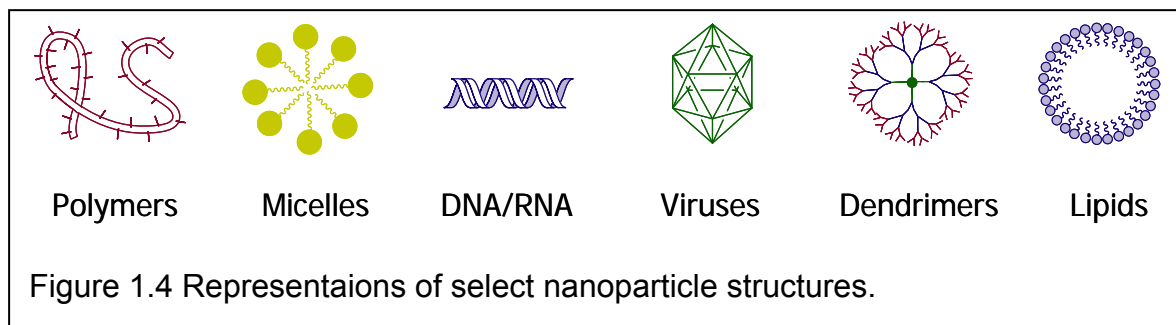 Polymers Micelles DNA/RNA Viruses Dendrimers Lipids
Figure 1.4 Representaions of select nanoparticle structures.